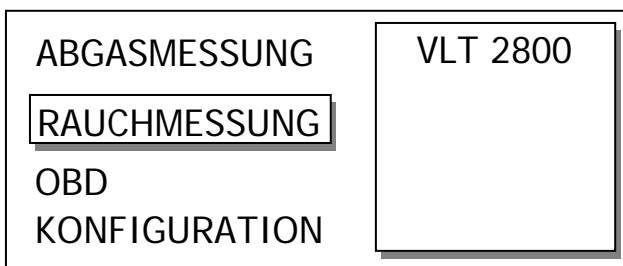 ABGASMESSUNG
RAUCHMESSUNG
OBD
KONFIGURATION
VLT 2800